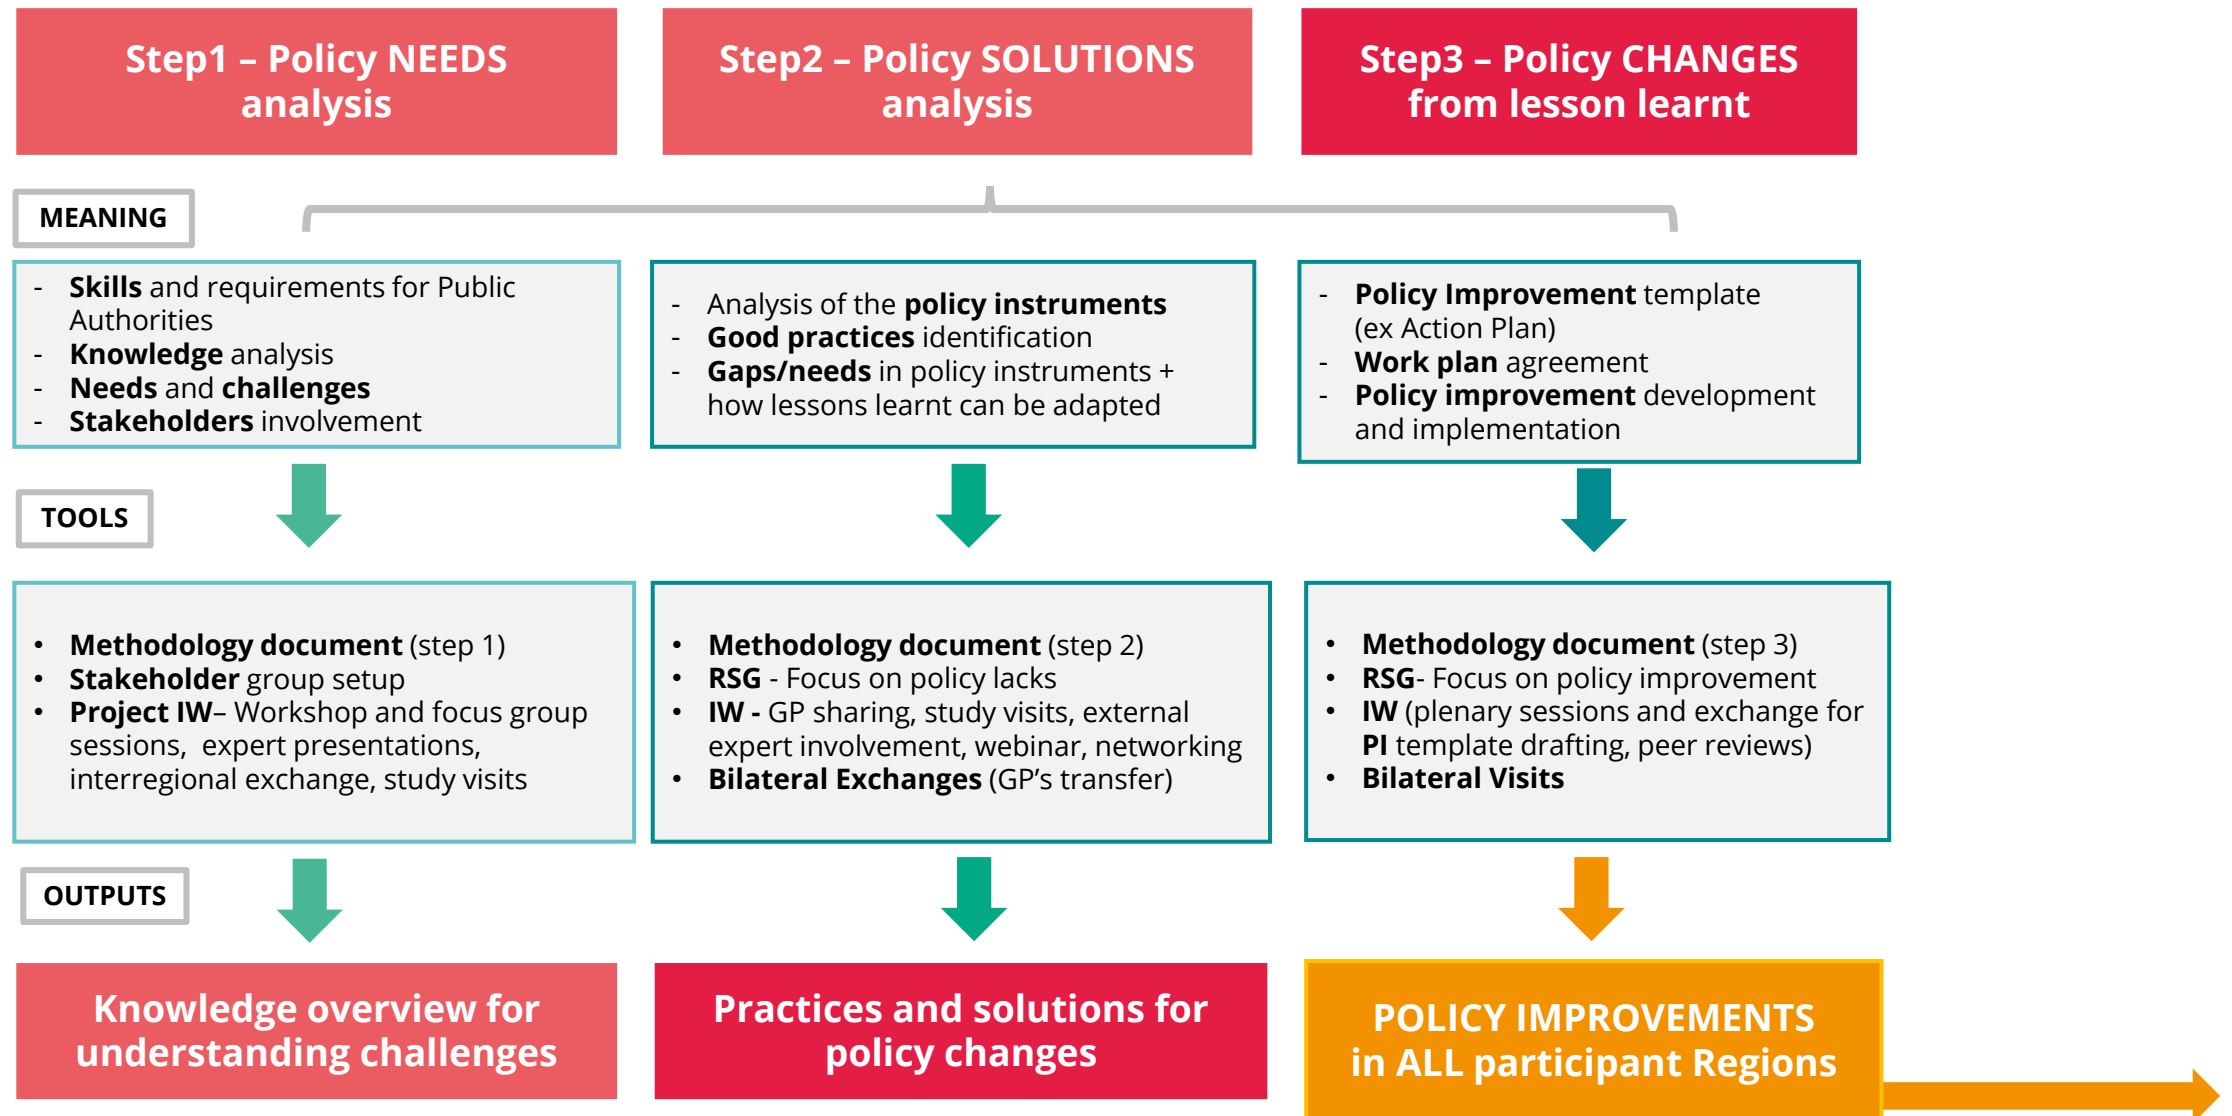 Step1 – Policy NEEDS
analysis
Step2 – Policy SOLUTIONS
analysis
Step3 – Policy CHANGES
from lesson learnt
MEANING
- Skills and requirements for Public
Authorities
- Knowledge analysis
- Needs and challenges
- Stakeholders involvement
- Analysis of the policy instruments
- Good practices identification
- Gaps/needs in policy instruments +
how lessons learnt can be adapted
- Policy Improvement template
(ex Action Plan)
- Work plan agreement
- Policy improvement development
and implementation
TOOLS
• Methodology document (step 1)
• Stakeholder group setup
• Project IW– Workshop and focus group
sessions, expert presentations,
interregional exchange, study visits
• Methodology document (step 2)
• RSG - Focus on policy lacks
• IW - GP sharing, study visits, external
expert involvement, webinar, networking
• Bilateral Exchanges (GP’s transfer)
• Methodology document (step 3)
• RSG- Focus on policy improvement
• IW (plenary sessions and exchange for
PI template drafting, peer reviews)
• Bilateral Visits
OUTPUTS
Knowledge overview for
understanding challenges
Practices and solutions for
policy changes
POLICY IMPROVEMENTS
in ALL participant Regions